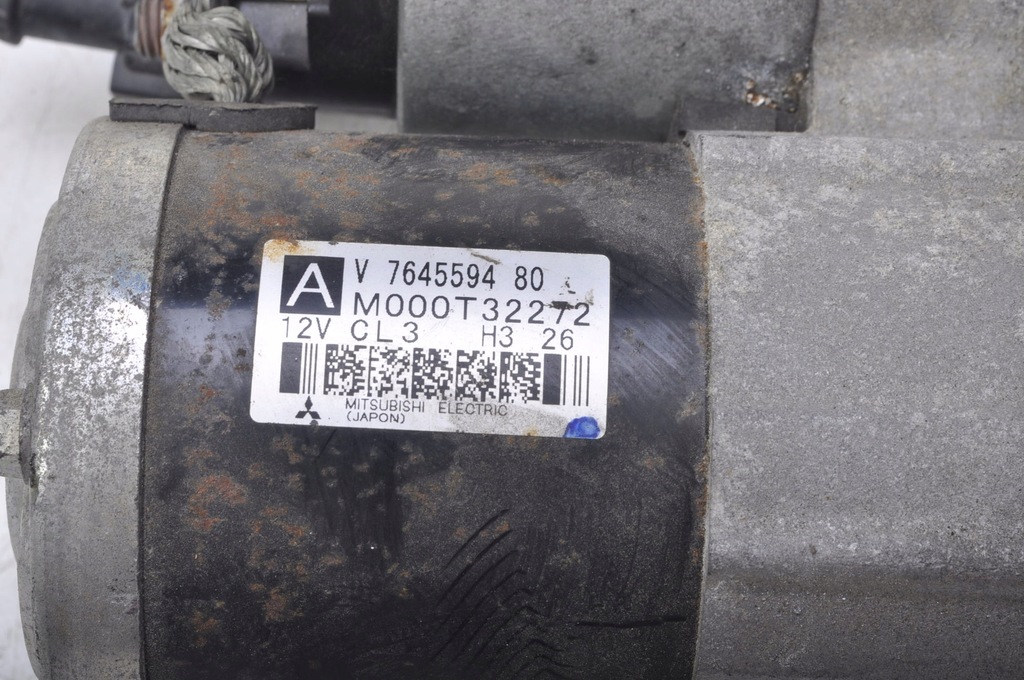 A V 7645594 80
M000T32272
12V CL3 H3 26
MITSUBISHI ELECTRIC
(JAPON)